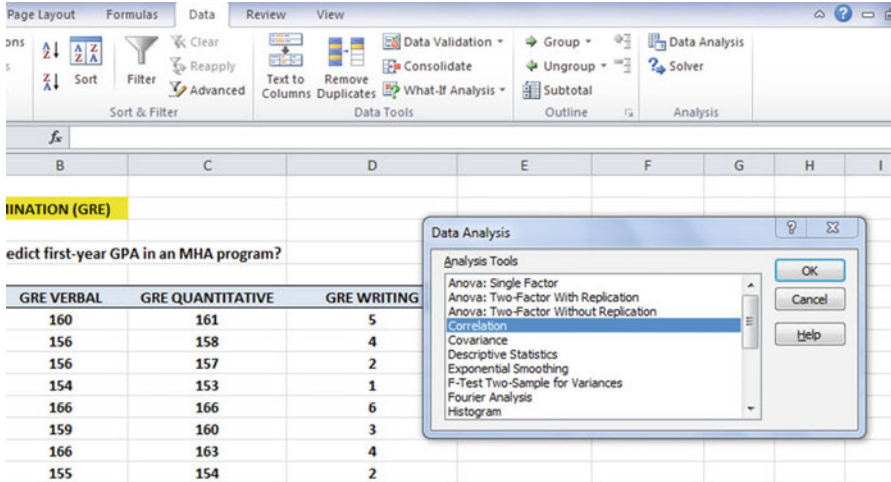 Page Layout Formulas Data Review View
ons Clear Data Validation Group Data Analysis
Reapply Consolidate Ungroup Solver
Sort Filter Advanced Text to Columns Remove Duplicates What-If Analysis Subtotal
Sort & Filter Data Tools Outline Analysis
fx
B C D E F G H I
IINATION (GRE)
edict first-year GPA in an MHA program?
GRE VERBAL GRE QUANTITATIVE GRE WRITING
160 161 5
156 158 4
156 157 2
154 153 1
166 166 6
159 160 3
166 163 4
155 154 2
Data Analysis
Analysis Tools
Anova: Single Factor
Anova: Two-Factor With Replication
Anova: Two-Factor Without Replication
Correlation
Covariance
Descriptive Statistics
Exponential Smoothing
F-Test Two-Sample for Variances
Fourier Analysis
Histogram
OK
Cancel
Help